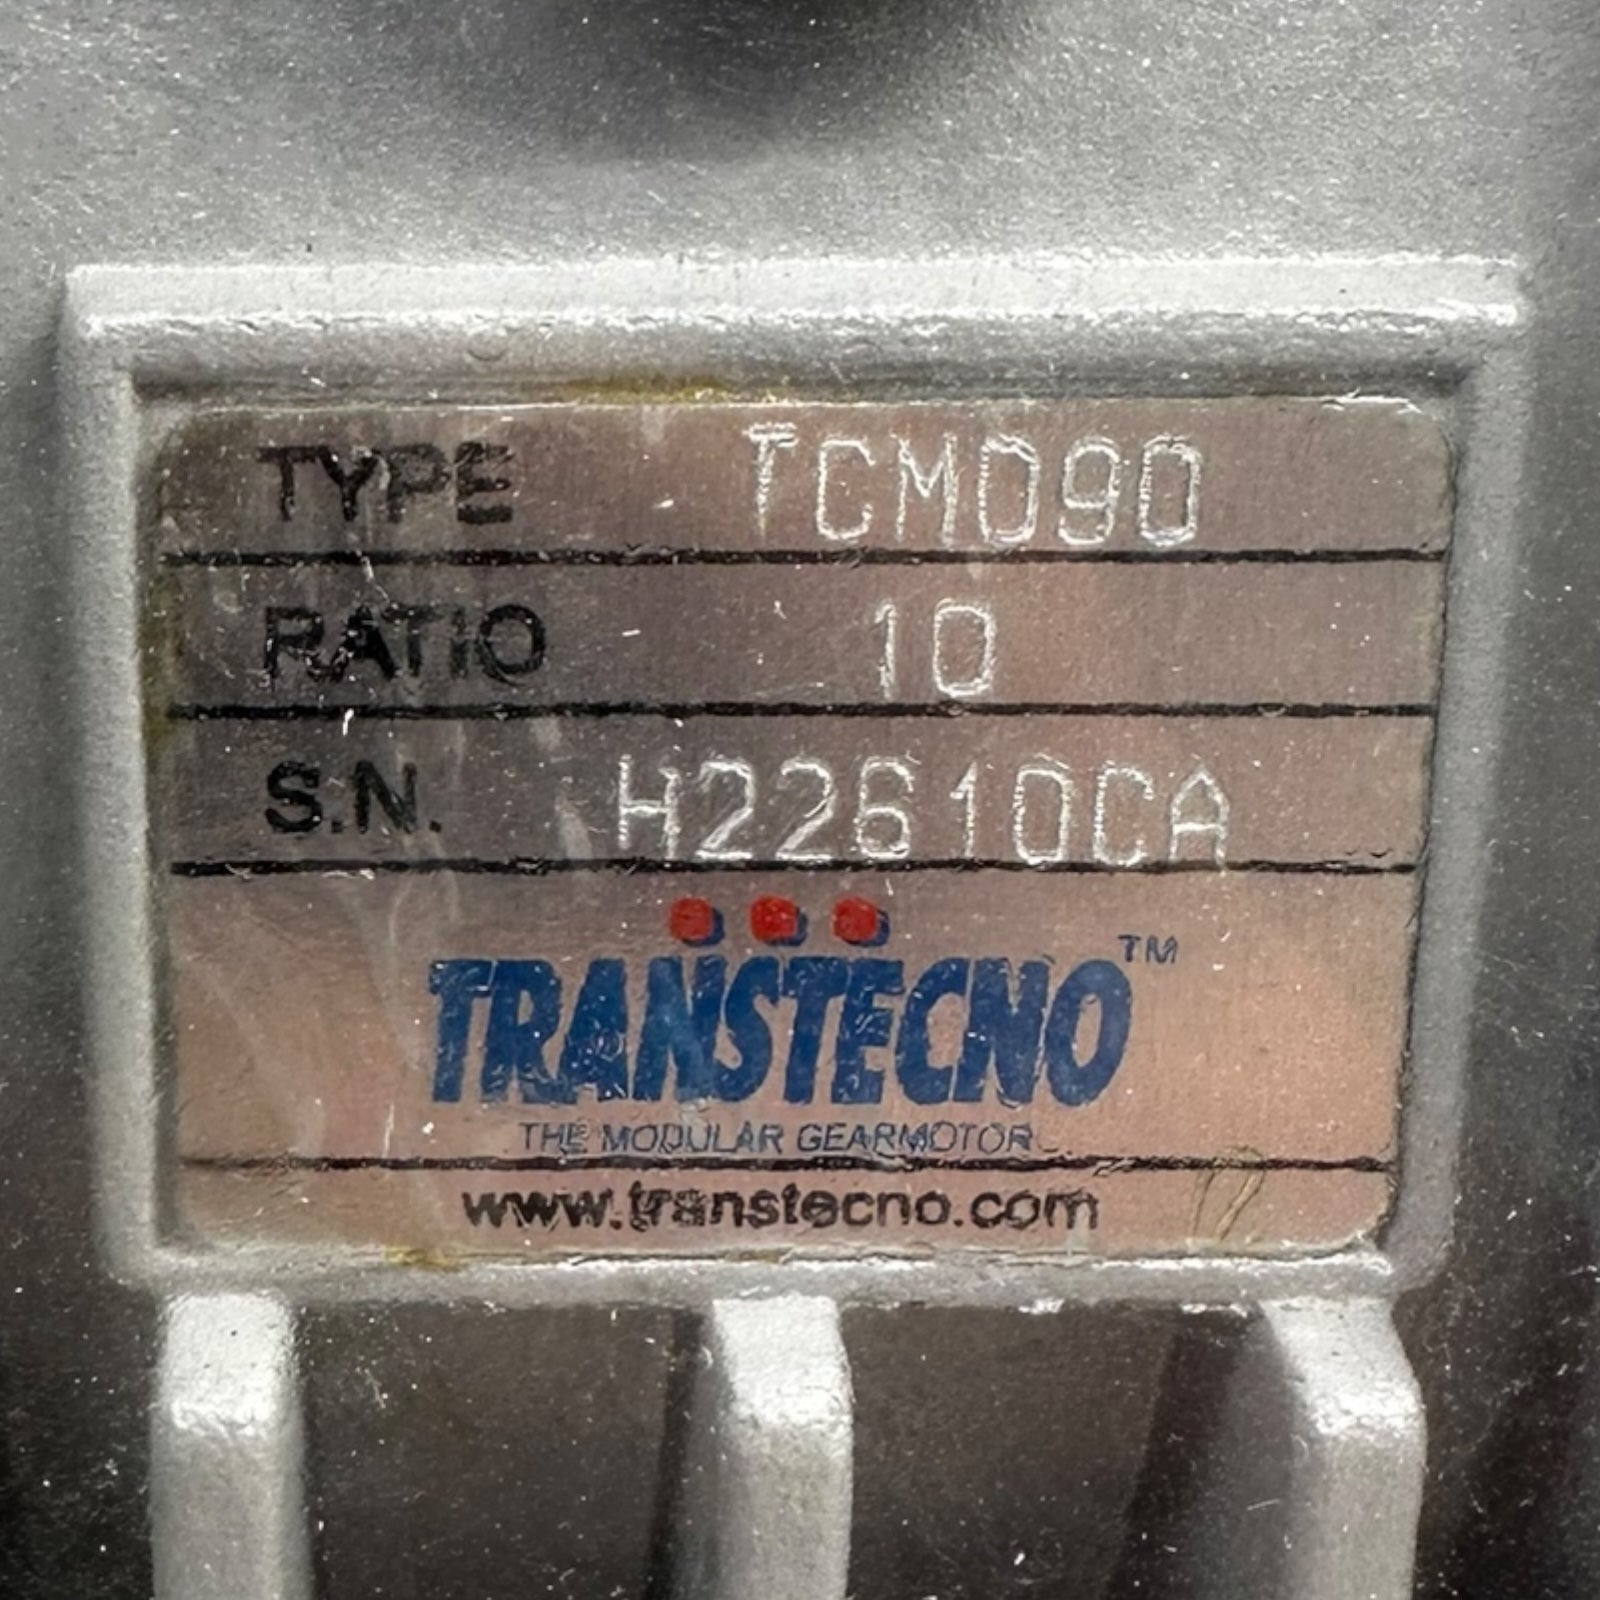 TYPE TCM090
RATIO 10
S.N. H22610CA
TRANSTECNO™
THE MODULAR GEARMOTOR
www.transtecno.com